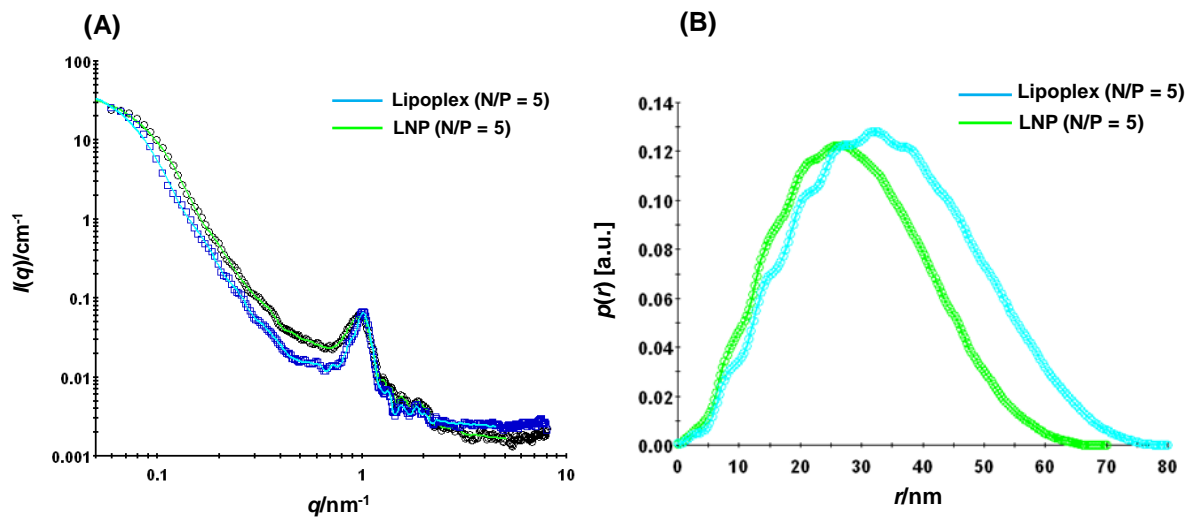 (A)
100
10
1
0.1
0.01
0.001
I(q)/cm⁻¹
0.1
1
10
q/nm⁻¹
Lipoplex (N/P = 5)
LNP (N/P = 5)
(B)
Lipoplex (N/P = 5)
LNP (N/P = 5)
0.14
0.12
0.10
0.08
0.06
0.04
0.02
0.00
p(r) [a.u.]
0 10 20 30 40 50 60 70 80
r/nm